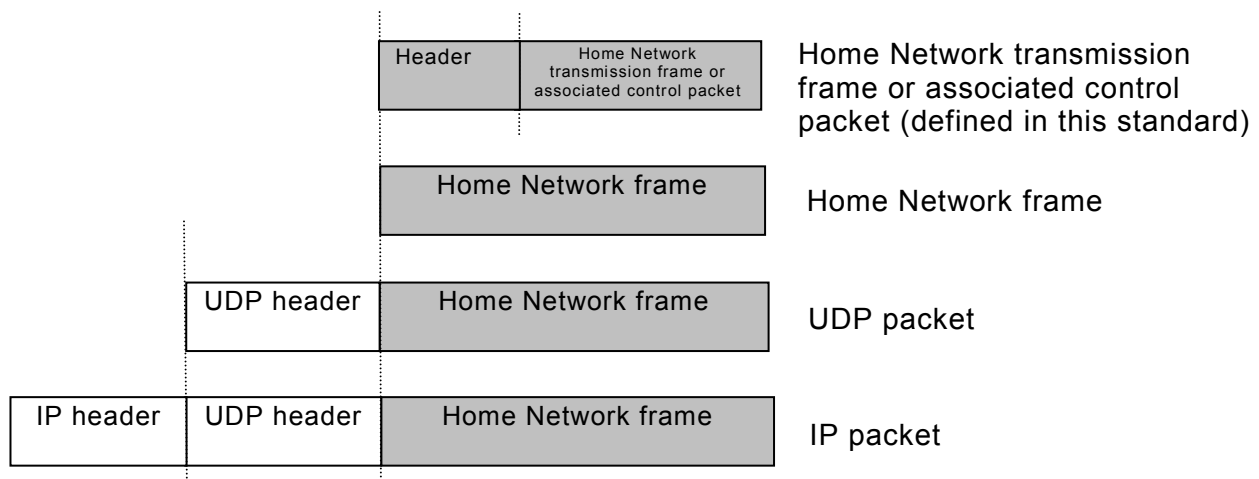 Header
Home Network
transmission frame or
associated control packet
Home Network transmission
frame or associated control
packet (defined in this standard)
Home Network frame
Home Network frame
UDP header
Home Network frame
UDP packet
IP header
UDP header
Home Network frame
IP packet